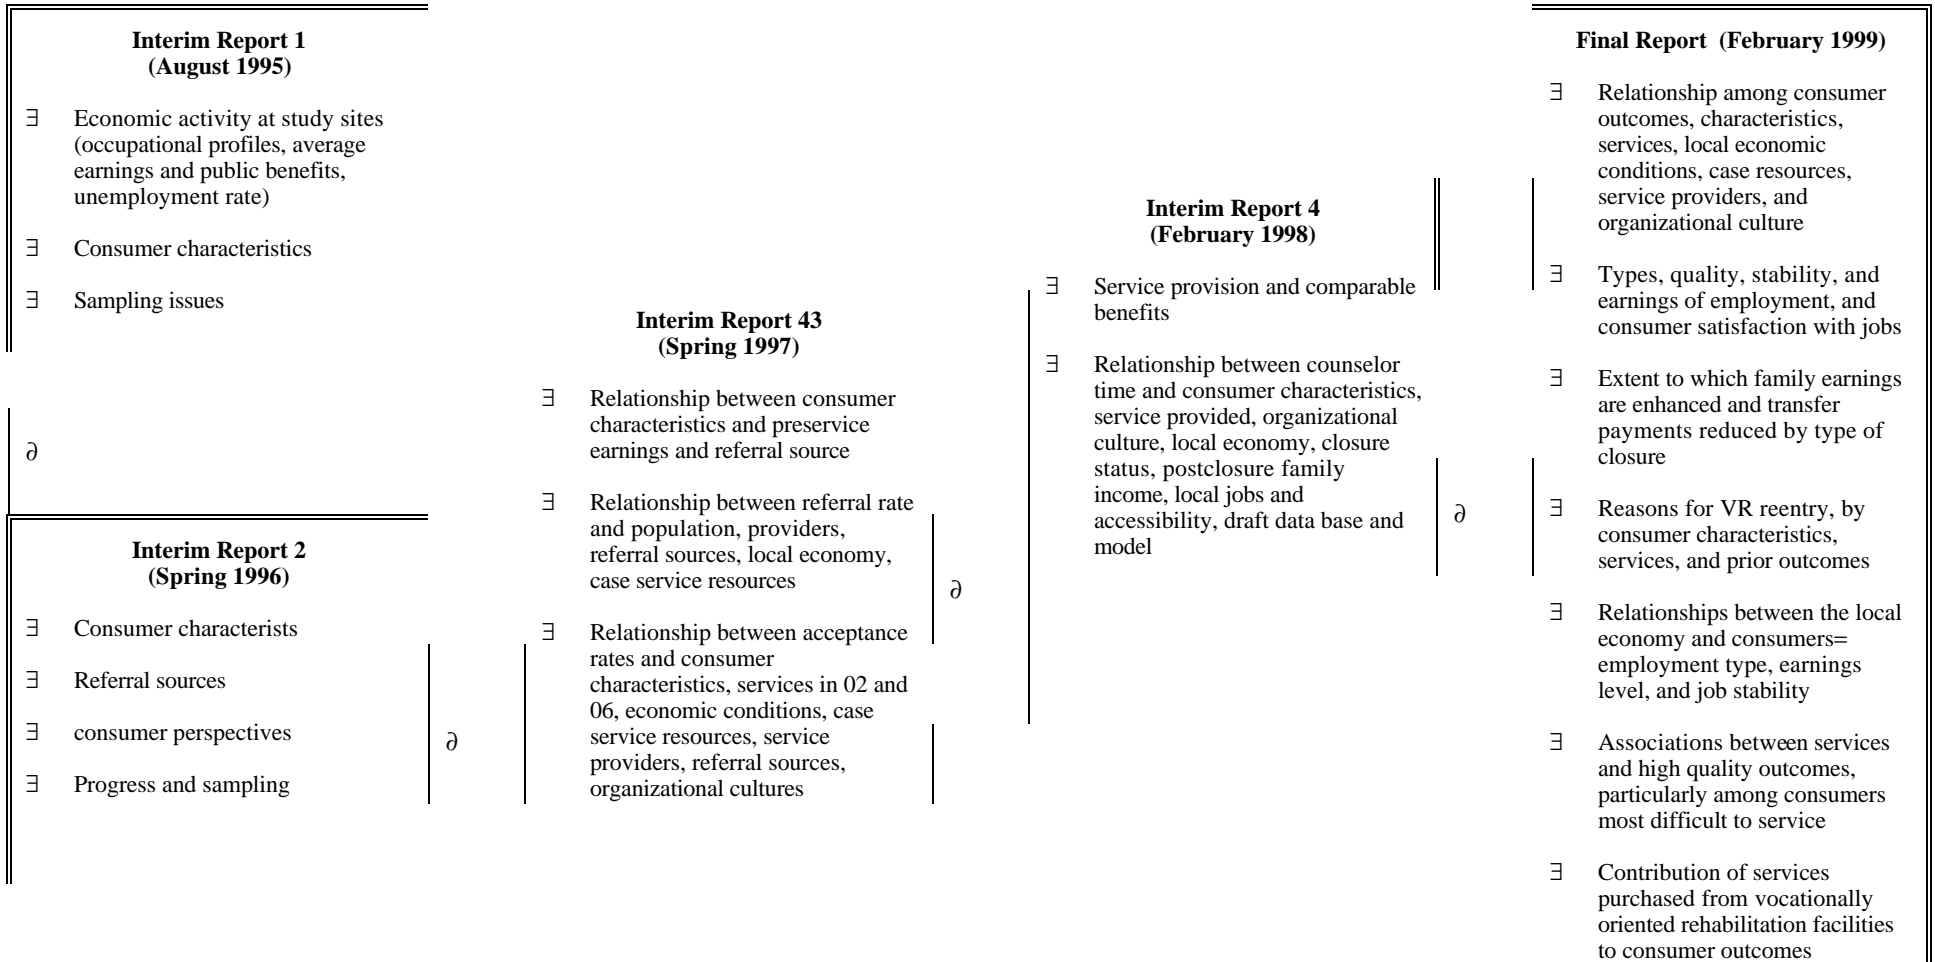 Interim Report 1
(August 1995)
∃ Economic activity at study sites
(occupational profiles, average
earnings and public benefits,
unemployment rate)
∃ Consumer characteristics
∃ Sampling issues
∂
Interim Report 2
(Spring 1996)
∃ Consumer characterists
∃ Referral sources
∃ consumer perspectives
∃ Progress and sampling
∂
Interim Report 43
(Spring 1997)
∃ Relationship between consumer
characteristics and preservice
earnings and referral source
∃ Relationship between referral rate
and population, providers,
referral sources, local economy,
case service resources
∃ Relationship between acceptance
rates and consumer
characteristics, services in 02 and
06, economic conditions, case
service resources, service
providers, referral sources,
organizational cultures
∂
Interim Report 4
(February 1998)
∃ Service provision and comparable
benefits
∃ Relationship between counselor
time and consumer characteristics,
service provided, organizational
culture, local economy, closure
status, postclosure family
income, local jobs and
accessibility, draft data base and
model
∂
Final Report (February 1999)
∃ Relationship among consumer
outcomes, characteristics,
services, local economic
conditions, case resources,
service providers, and
organizational culture
∃ Types, quality, stability, and
earnings of employment, and
consumer satisfaction with jobs
∃ Extent to which family earnings
are enhanced and transfer
payments reduced by type of
closure
∃ Reasons for VR reentry, by
consumer characteristics,
services, and prior outcomes
∃ Relationships between the local
economy and consumers=
employment type, earnings
level, and job stability
∃ Associations between services
and high quality outcomes,
particularly among consumers
most difficult to service
∃ Contribution of services
purchased from vocationally
oriented rehabilitation facilities
to consumer outcomes